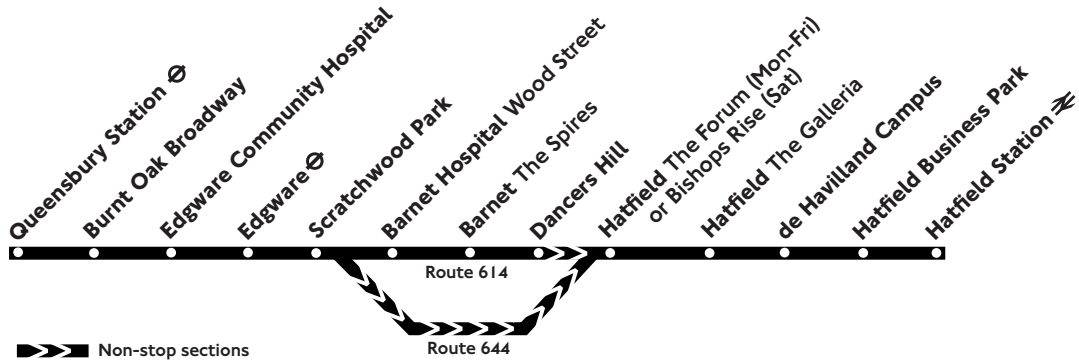 Queensbury Station
Burnt Oak Broadway
Edgware Community Hospital
Edgware
Scratchwood Park
Barnet Hospital Wood Street
Barnet The Spires
Dancers Hill
Hatfield The Forum (Mon-Fri)
or Bishops Rise (Sat)
Hatfield The Galleria
de Havilland Campus
Hatfield Business Park
Hatfield Station
Route 614
Route 644
Non-stop sections